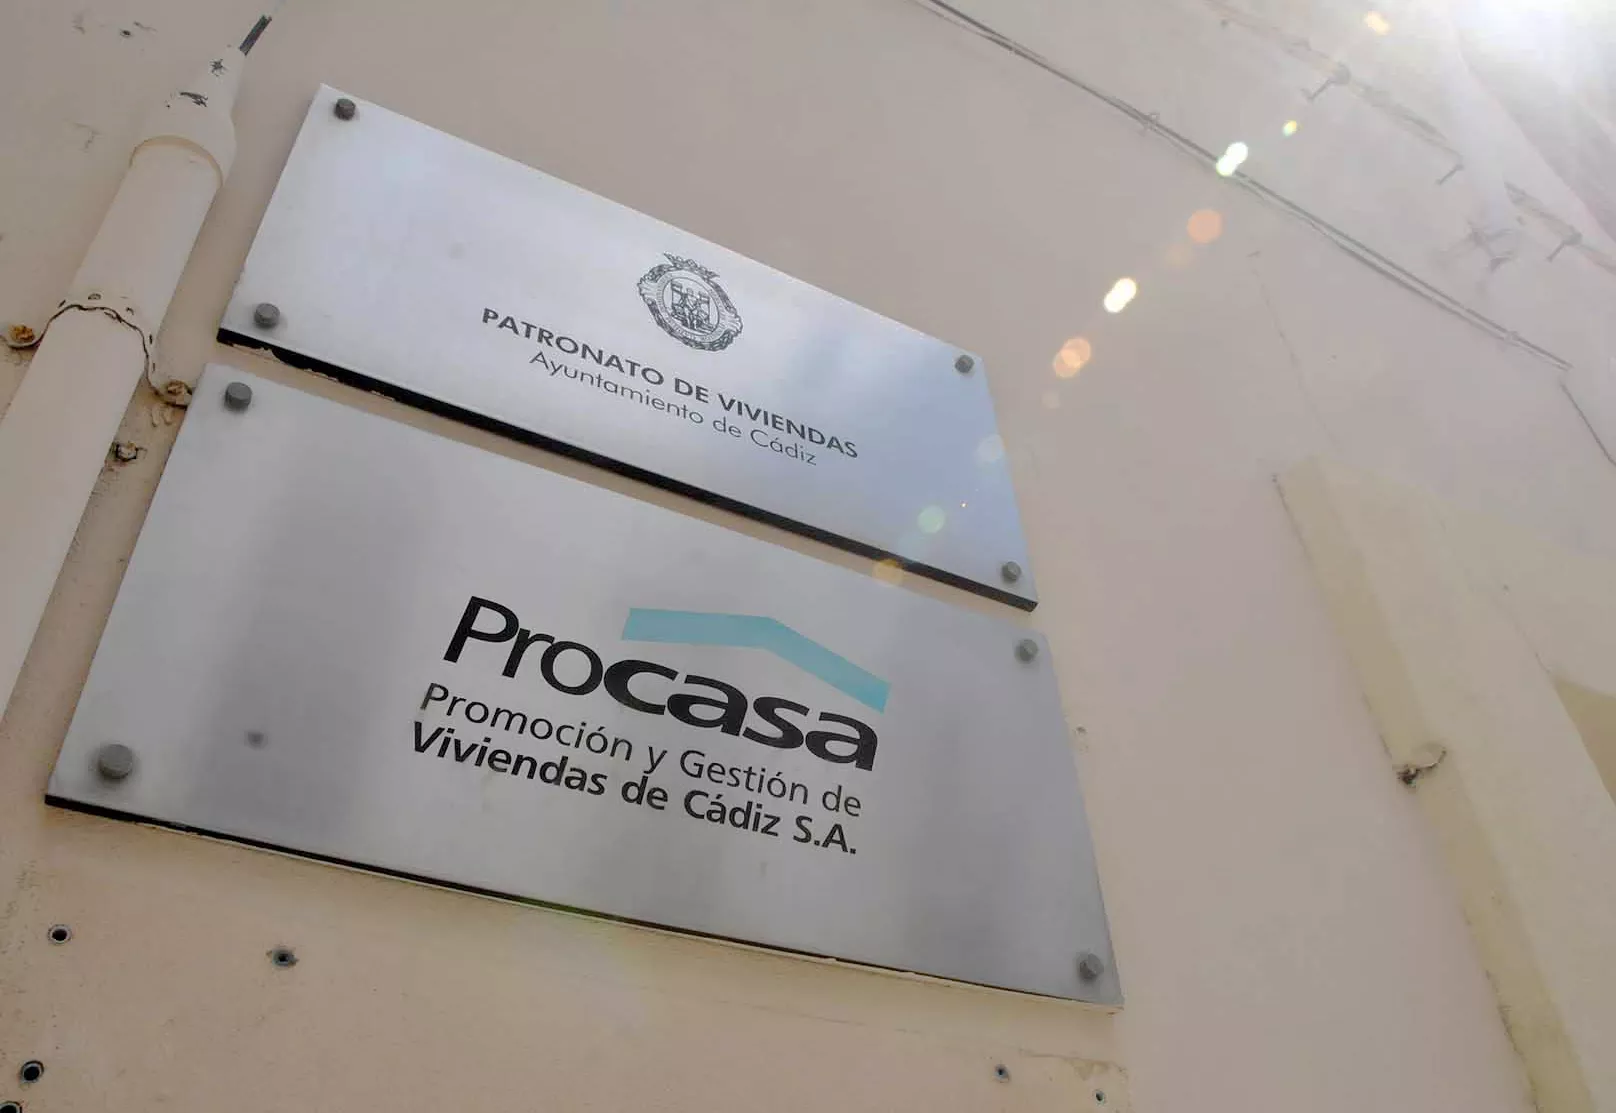 PATRONATO DE VIVIENDAS
Ayuntamiento de Cádiz
Procasa
Promoción y Gestión de
Viviendas de Cádiz S.A.